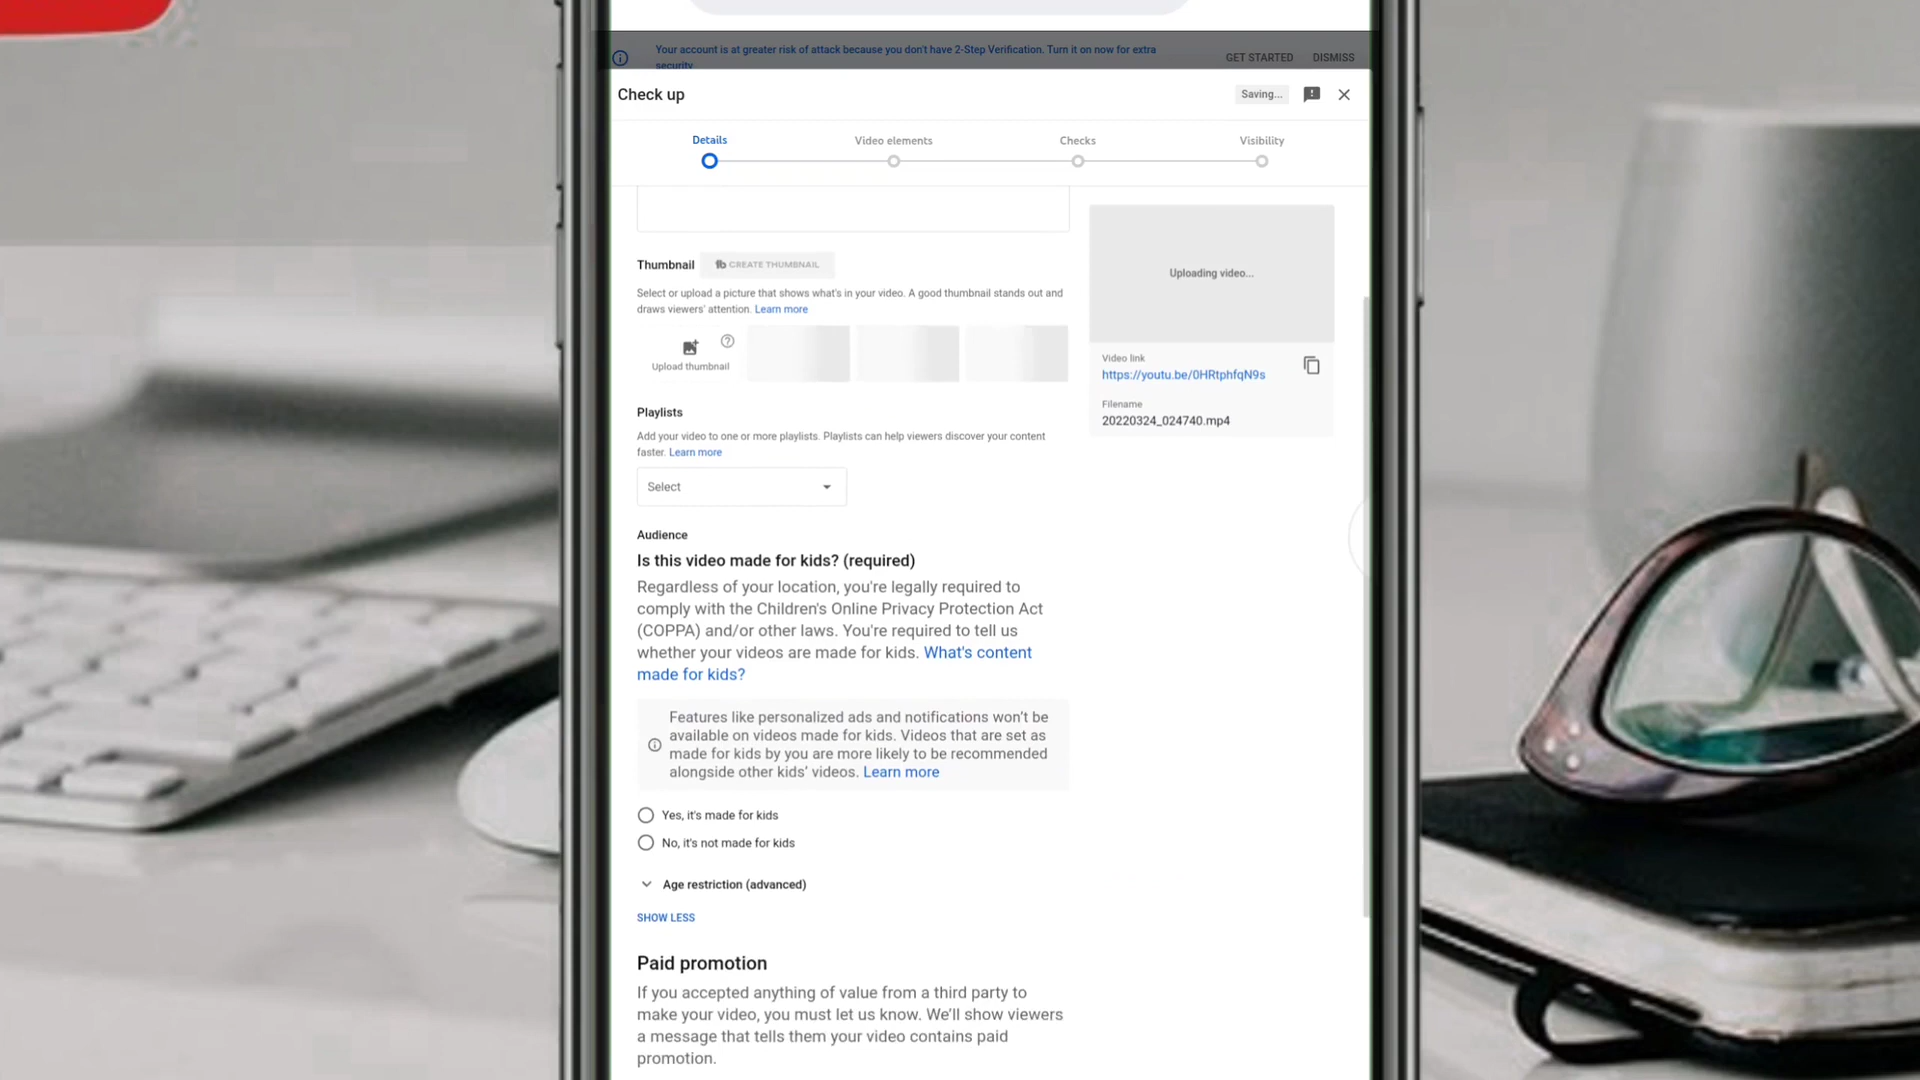 Your account is at greater risk of attack because you don't have 2-Step Verification. Turn it on now for extra
security.
GET STARTED
DISMISS
Check up
Saving...
Details
Video elements
Checks
Visibility
Thumbnail
CREATE THUMBNAIL
Select or upload a picture that shows what's in your video. A good thumbnail stands out and
draws viewers' attention. Learn more
Upload thumbnail
Playlists
Add your video to one or more playlists. Playlists can help viewers discover your content
faster. Learn more
Select
Audience
Is this video made for kids? (required)
Regardless of your location, you're legally required to
comply with the Children's Online Privacy Protection Act
(COPPA) and/or other laws. You're required to tell us
whether your videos are made for kids. What's content
made for kids?
Features like personalized ads and notifications won't be
available on videos made for kids. Videos that are set as
made for kids by you are more likely to be recommended
alongside other kids' videos. Learn more
Yes, it's made for kids
No, it's not made for kids
Age restriction (advanced)
SHOW LESS
Paid promotion
If you accepted anything of value from a third party to
make your video, you must let us know. We'll show viewers
a message that tells them your video contains paid
promotion.
Uploading video...
Video link
https://youtu.be/0HRtphfqN9s
Filename
20220324_024740.mp4